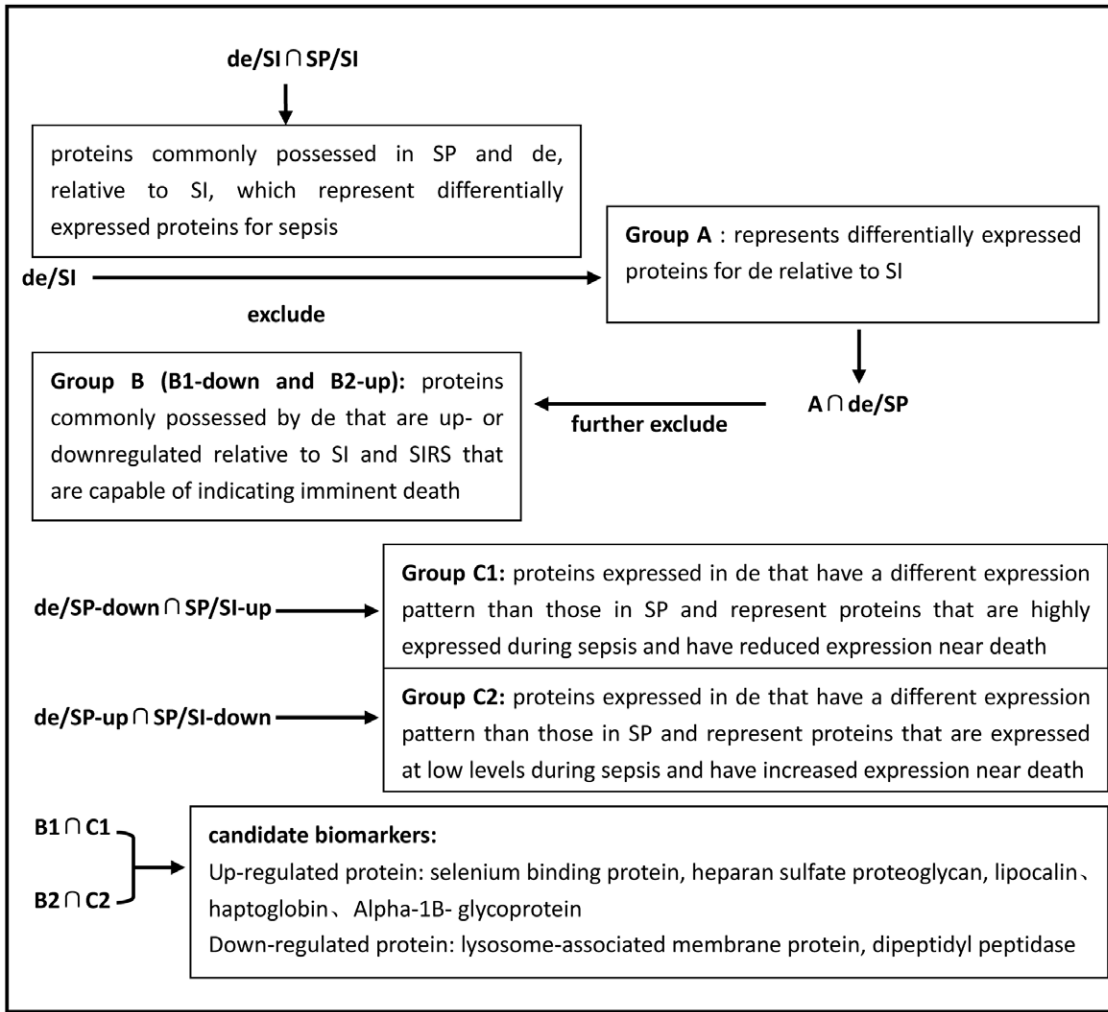 de/SI∩SP/SI
proteins commonly possessed in SP and de,
relative to SI, which represent differentially
expressed proteins for sepsis
de/SI
exclude
Group A : represents differentially expressed
proteins for de relative to SI
A∩de/SP
further exclude
Group B (B1-down and B2-up): proteins
commonly possessed by de that are up- or
downregulated relative to SI and SIRS that
are capable of indicating imminent death
de/SP-down∩SP/SI-up
Group C1: proteins expressed in de that have a different expression
pattern than those in SP and represent proteins that are highly
expressed during sepsis and have reduced expression near death
de/SP-up∩SP/SI-down
Group C2: proteins expressed in de that have a different expression
pattern than those in SP and represent proteins that are expressed
at low levels during sepsis and have increased expression near death
B1∩C1
B2∩C2
candidate biomarkers:
Up-regulated protein: selenium binding protein, heparan sulfate proteoglycan, lipocalin、
haptoglobin、Alpha-1B- glycoprotein
Down-regulated protein: lysosome-associated membrane protein, dipeptidyl peptidase